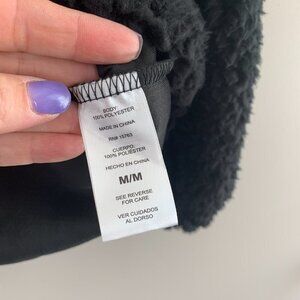 BODY:
100% POLYESTER
MADE IN CHINA
RN# 15763
CUERPO:
100% POLIÉSTER
HECHO EN CHINA
M/M
SEE REVERSE
FOR CARE
VER CUIDADOS
AL DORSO